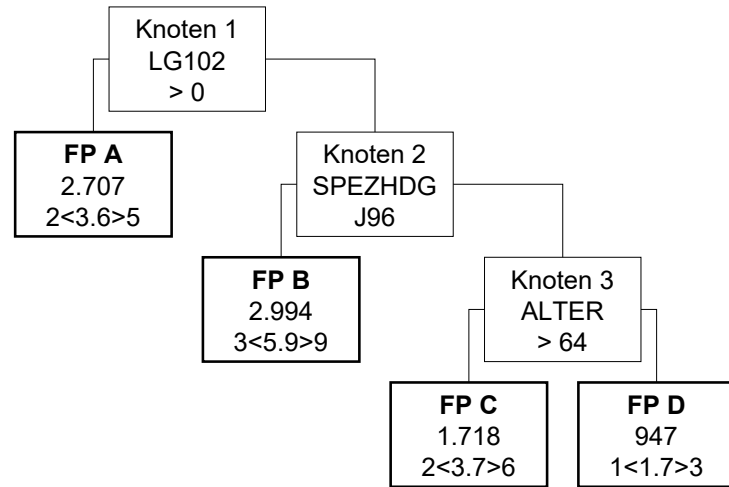 Knoten 1
LG102
> 0
FP A
2.707
2<3.6>5
Knoten 2
SPEZHDG
J96
FP B
2.994
3<5.9>9
Knoten 3
ALTER
> 64
FP C
1.718
2<3.7>6
FP D
947
1<1.7>3